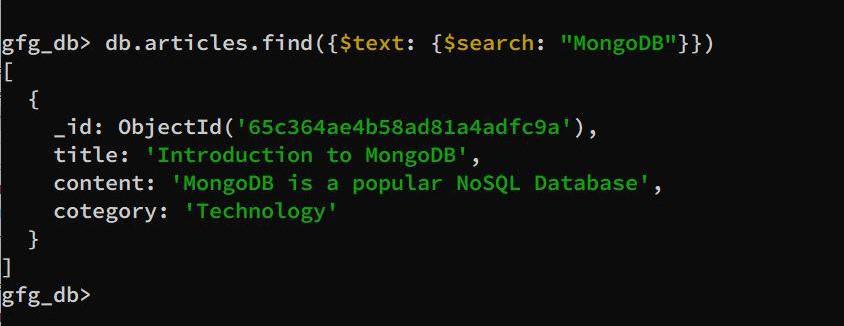 gfg_db> db.articles.find({$text: {$search: "MongoDB"}})
[
  {
    _id: ObjectId('65c364ae4b58ad81a4adfc9a'),
    title: 'Introduction to MongoDB',
    content: 'MongoDB is a popular NoSQL Database',
    cotegory: 'Technology'
  }
]
gfg_db>